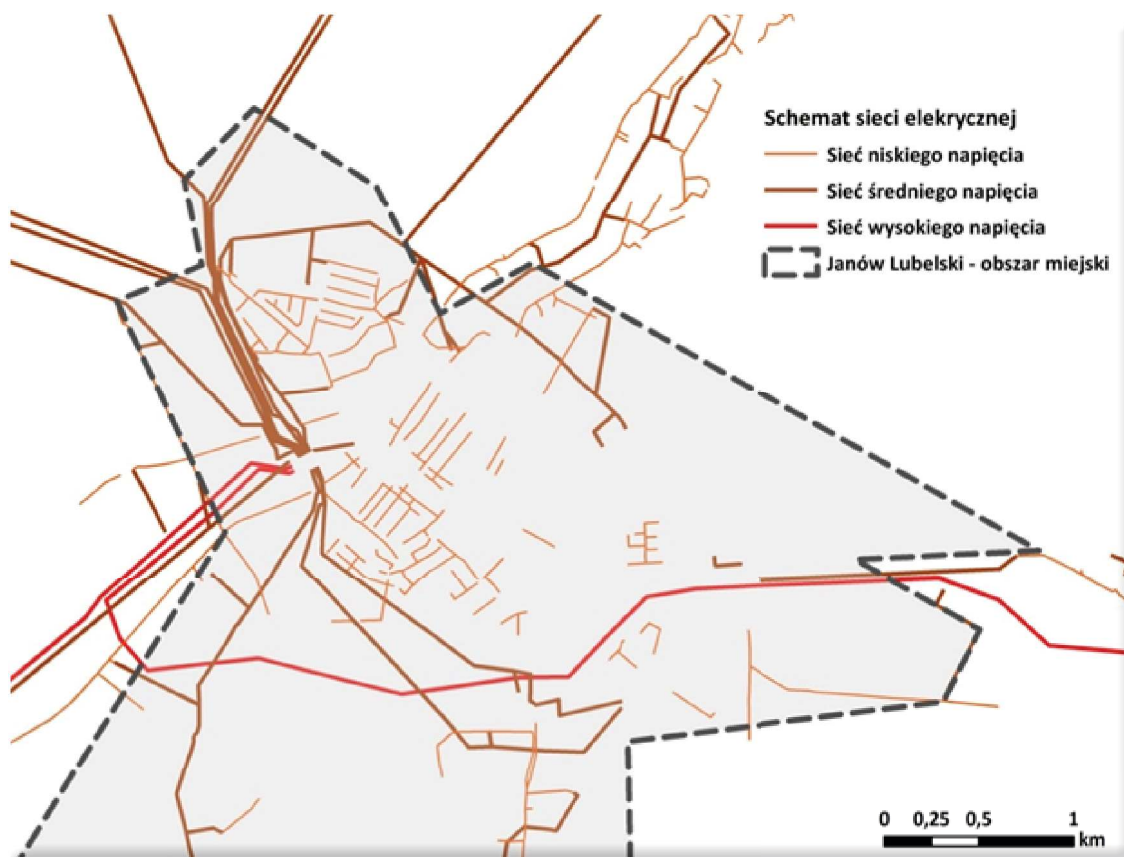 Schemat sieci elekrycznej
Sieć niskiego napięcia
Sieć średniego napięcia
Sieć wysokiego napięcia
Janów Lubelski - obszar miejski
0 0,25 0,5 1
km